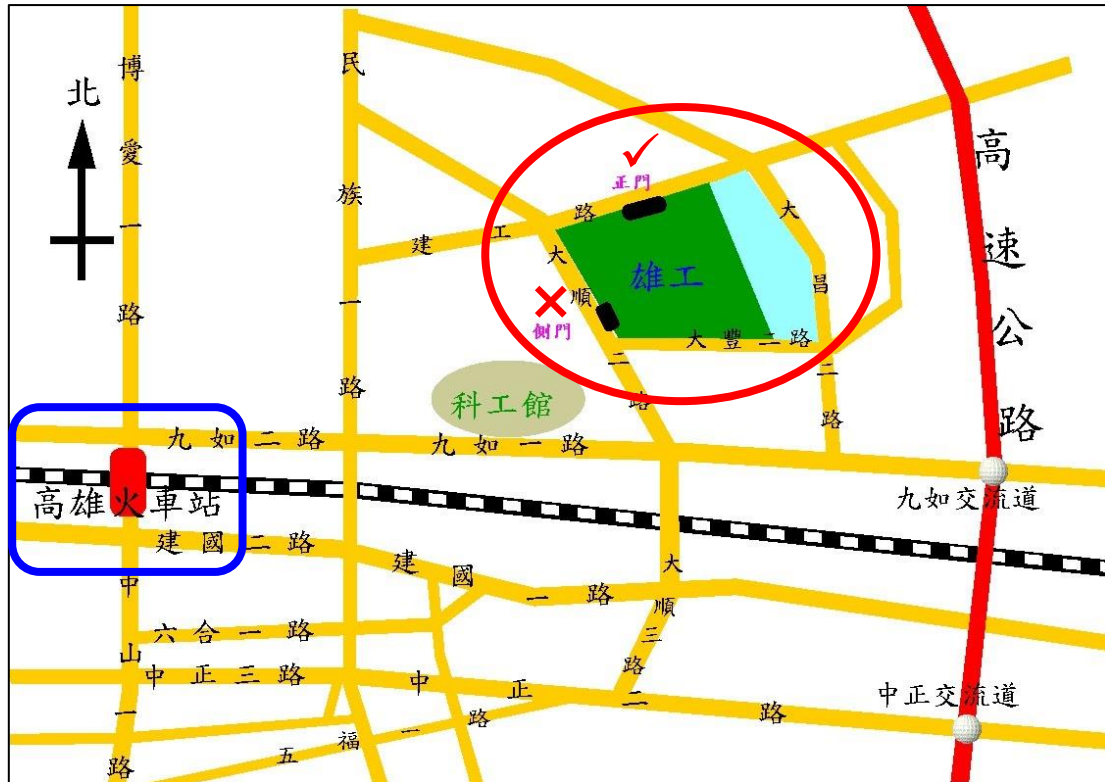 北
博愛一路
民族一路
高速公路
正門
建工路
大順二路
雄工
大昌二路
側門
大豐二路
科工館
九如二路
九如一路
高雄火車站
九如交流道
建國二路
建國一路
大順三路
中山一路
六合一路
中正三路
中正二路
中正交流道
五福一路